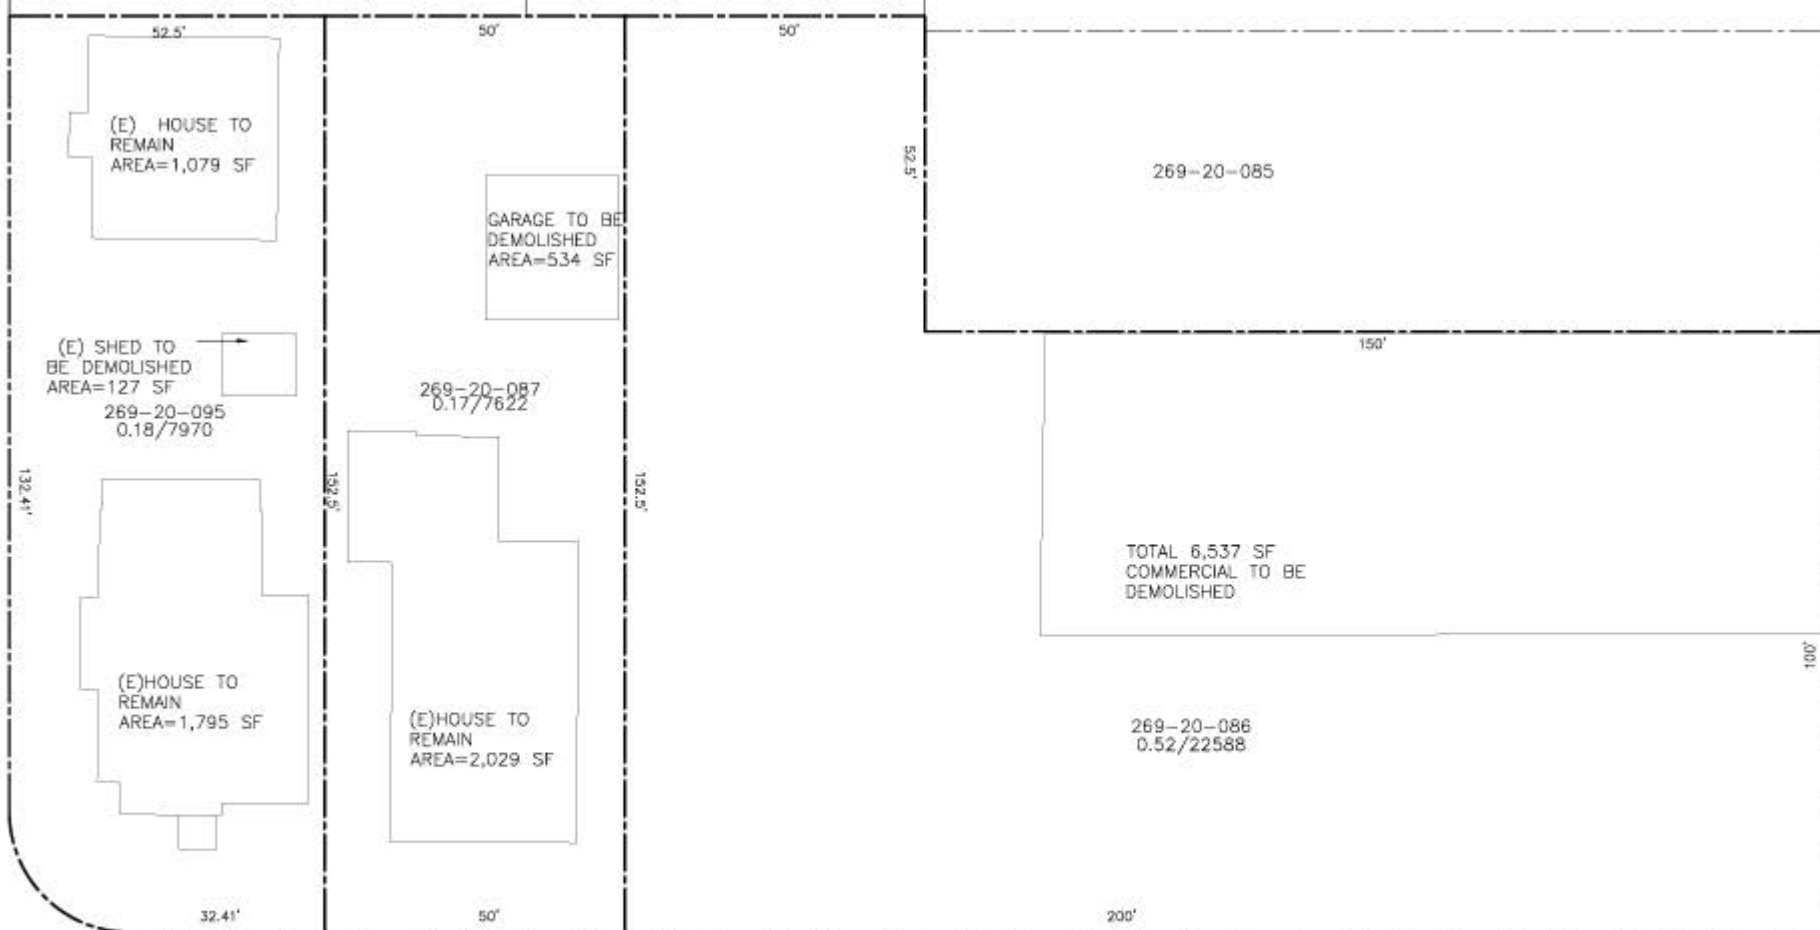 52.5'
50'
50'
(E) HOUSE TO
REMAIN
AREA=1,079 SF
52.5'
269-20-085
GARAGE TO BE
DEMOLISHED
AREA=534 SF
(E) SHED TO
BE DEMOLISHED
AREA=127 SF
150'
269-20-095
0.18/7970
269-20-087
0.17/7622
132.41'
152.5'
152.5'
TOTAL 6,537 SF
COMMERCIAL TO BE
DEMOLISHED
100'
(E)HOUSE TO
REMAIN
AREA=1,795 SF
(E)HOUSE TO
REMAIN
AREA=2,029 SF
269-20-086
0.52/22588
32.41'
50'
200'